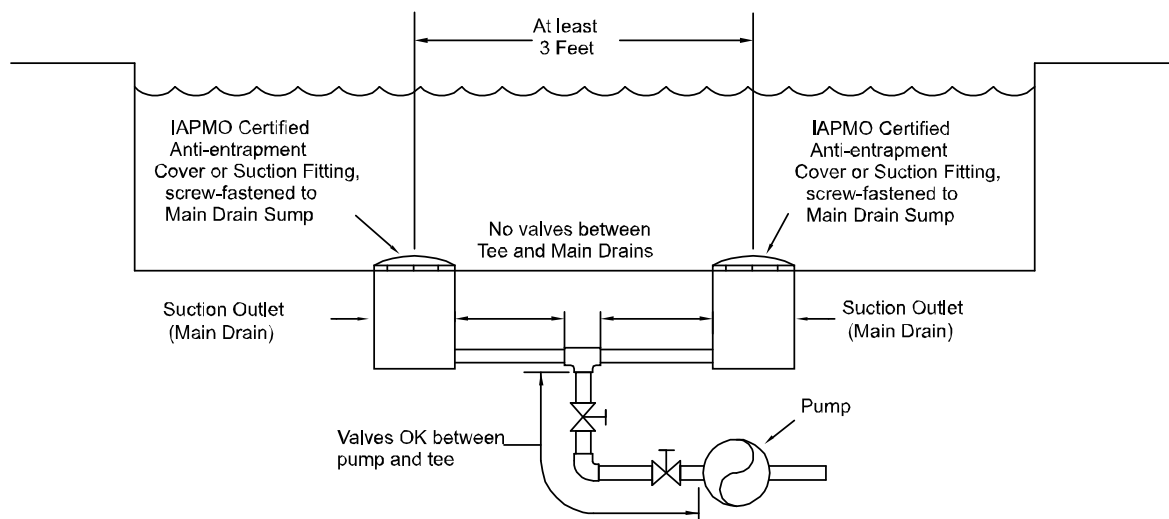 At least
3 Feet
IAPMO Certified
Anti-entrapment
Cover or Suction Fitting,
screw-fastened to
Main Drain Sump
IAPMO Certified
Anti-entrapment
Cover or Suction Fitting,
screw-fastened to
Main Drain Sump
No valves between
Tee and Main Drains
Suction Outlet
(Main Drain)
Suction Outlet
(Main Drain)
Pump
Valves OK between
pump and tee